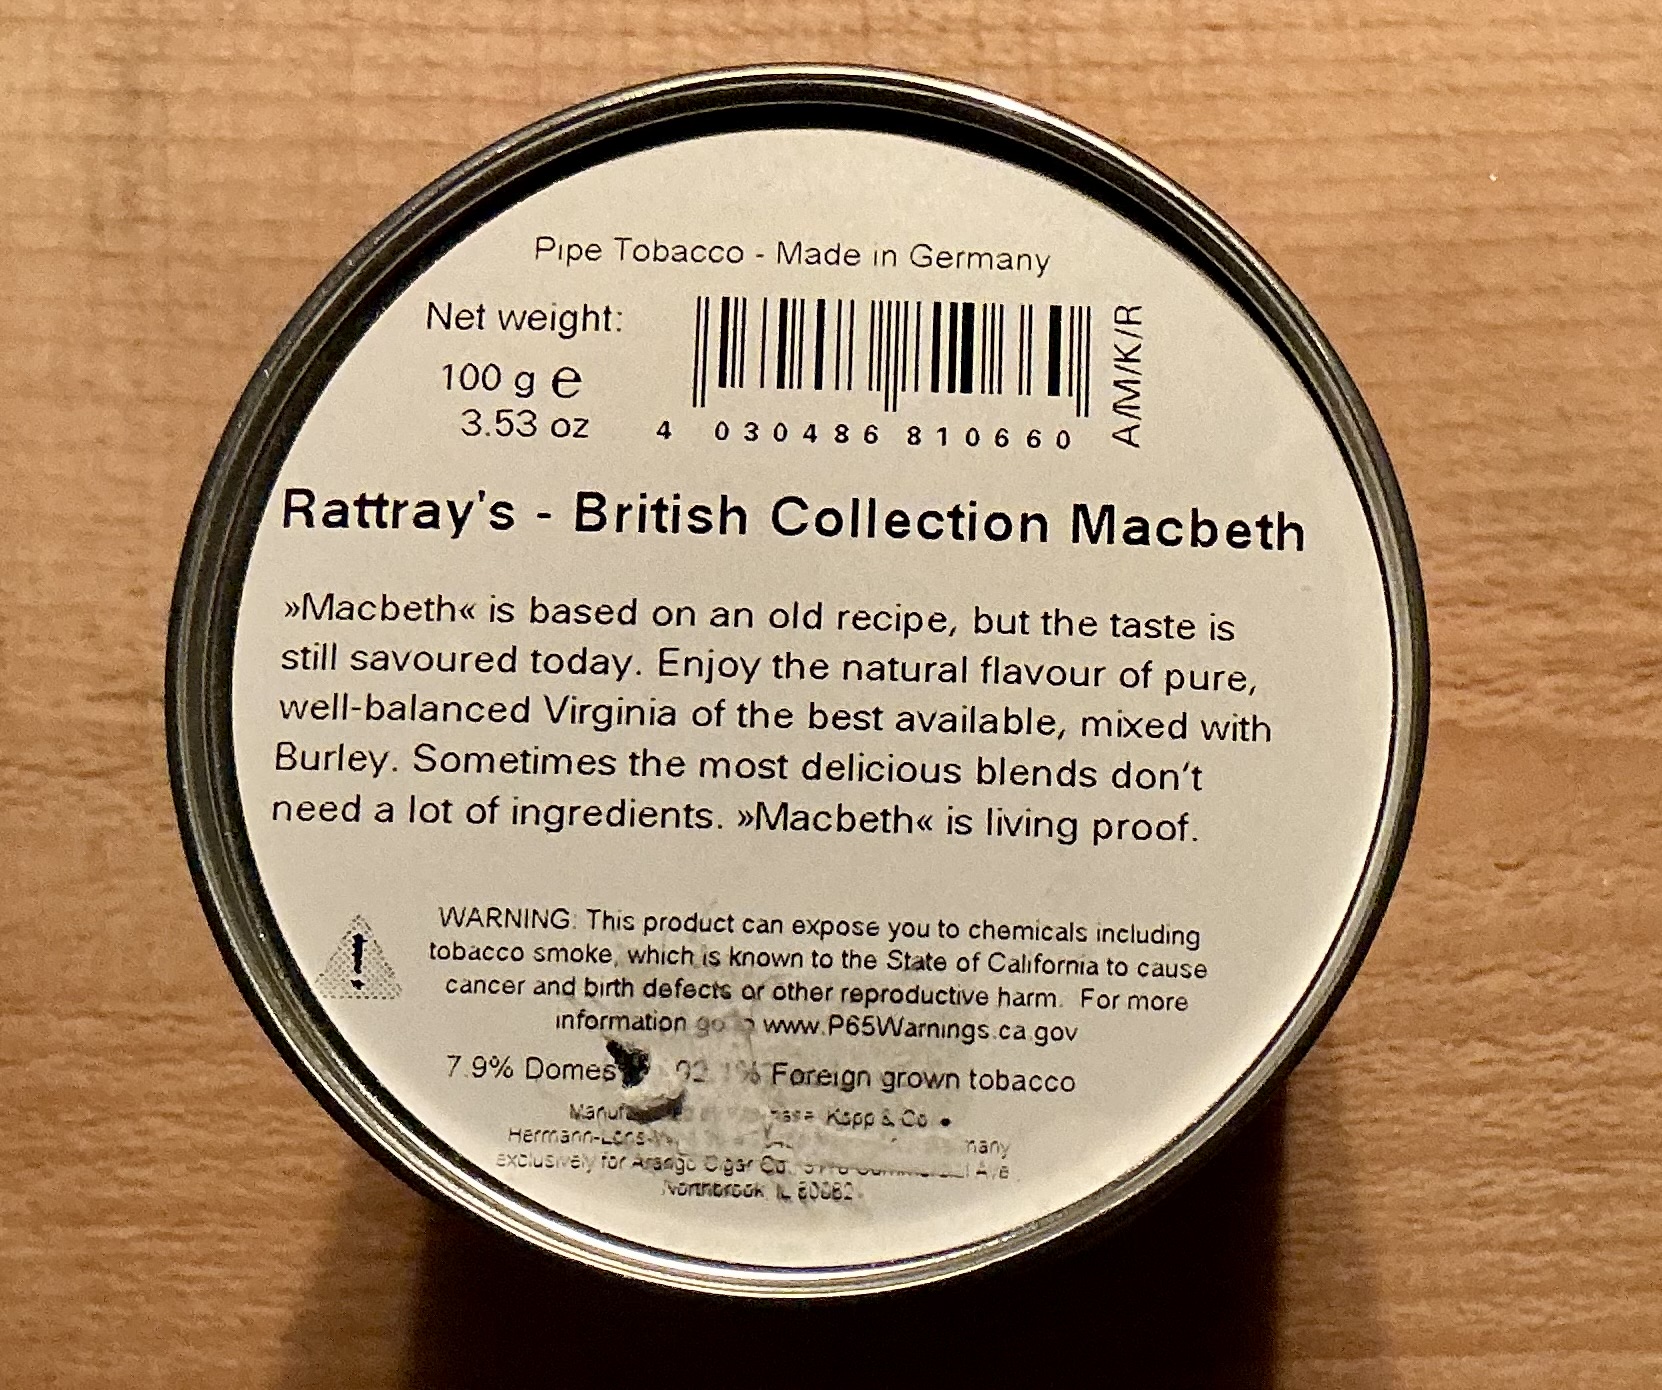 Pipe Tobacco - Made in Germany
Net weight:
100 g ℮
3.53 oz
4 030486 810660
A/M/K/R
Rattray's - British Collection Macbeth
»Macbeth« is based on an old recipe, but the taste is
still savoured today. Enjoy the natural flavour of pure,
well-balanced Virginia of the best available, mixed with
Burley. Sometimes the most delicious blends don't
need a lot of ingredients. »Macbeth« is living proof.
WARNING: This product can expose you to chemicals including
tobacco smoke, which is known to the State of California to cause
cancer and birth defects or other reproductive harm. For more
information go www.P65Warnings.ca.gov
7.9% Foreign grown tobacco
Kopp & Co •
exclusively for Arango Cigar Co.
Northbrook, IL